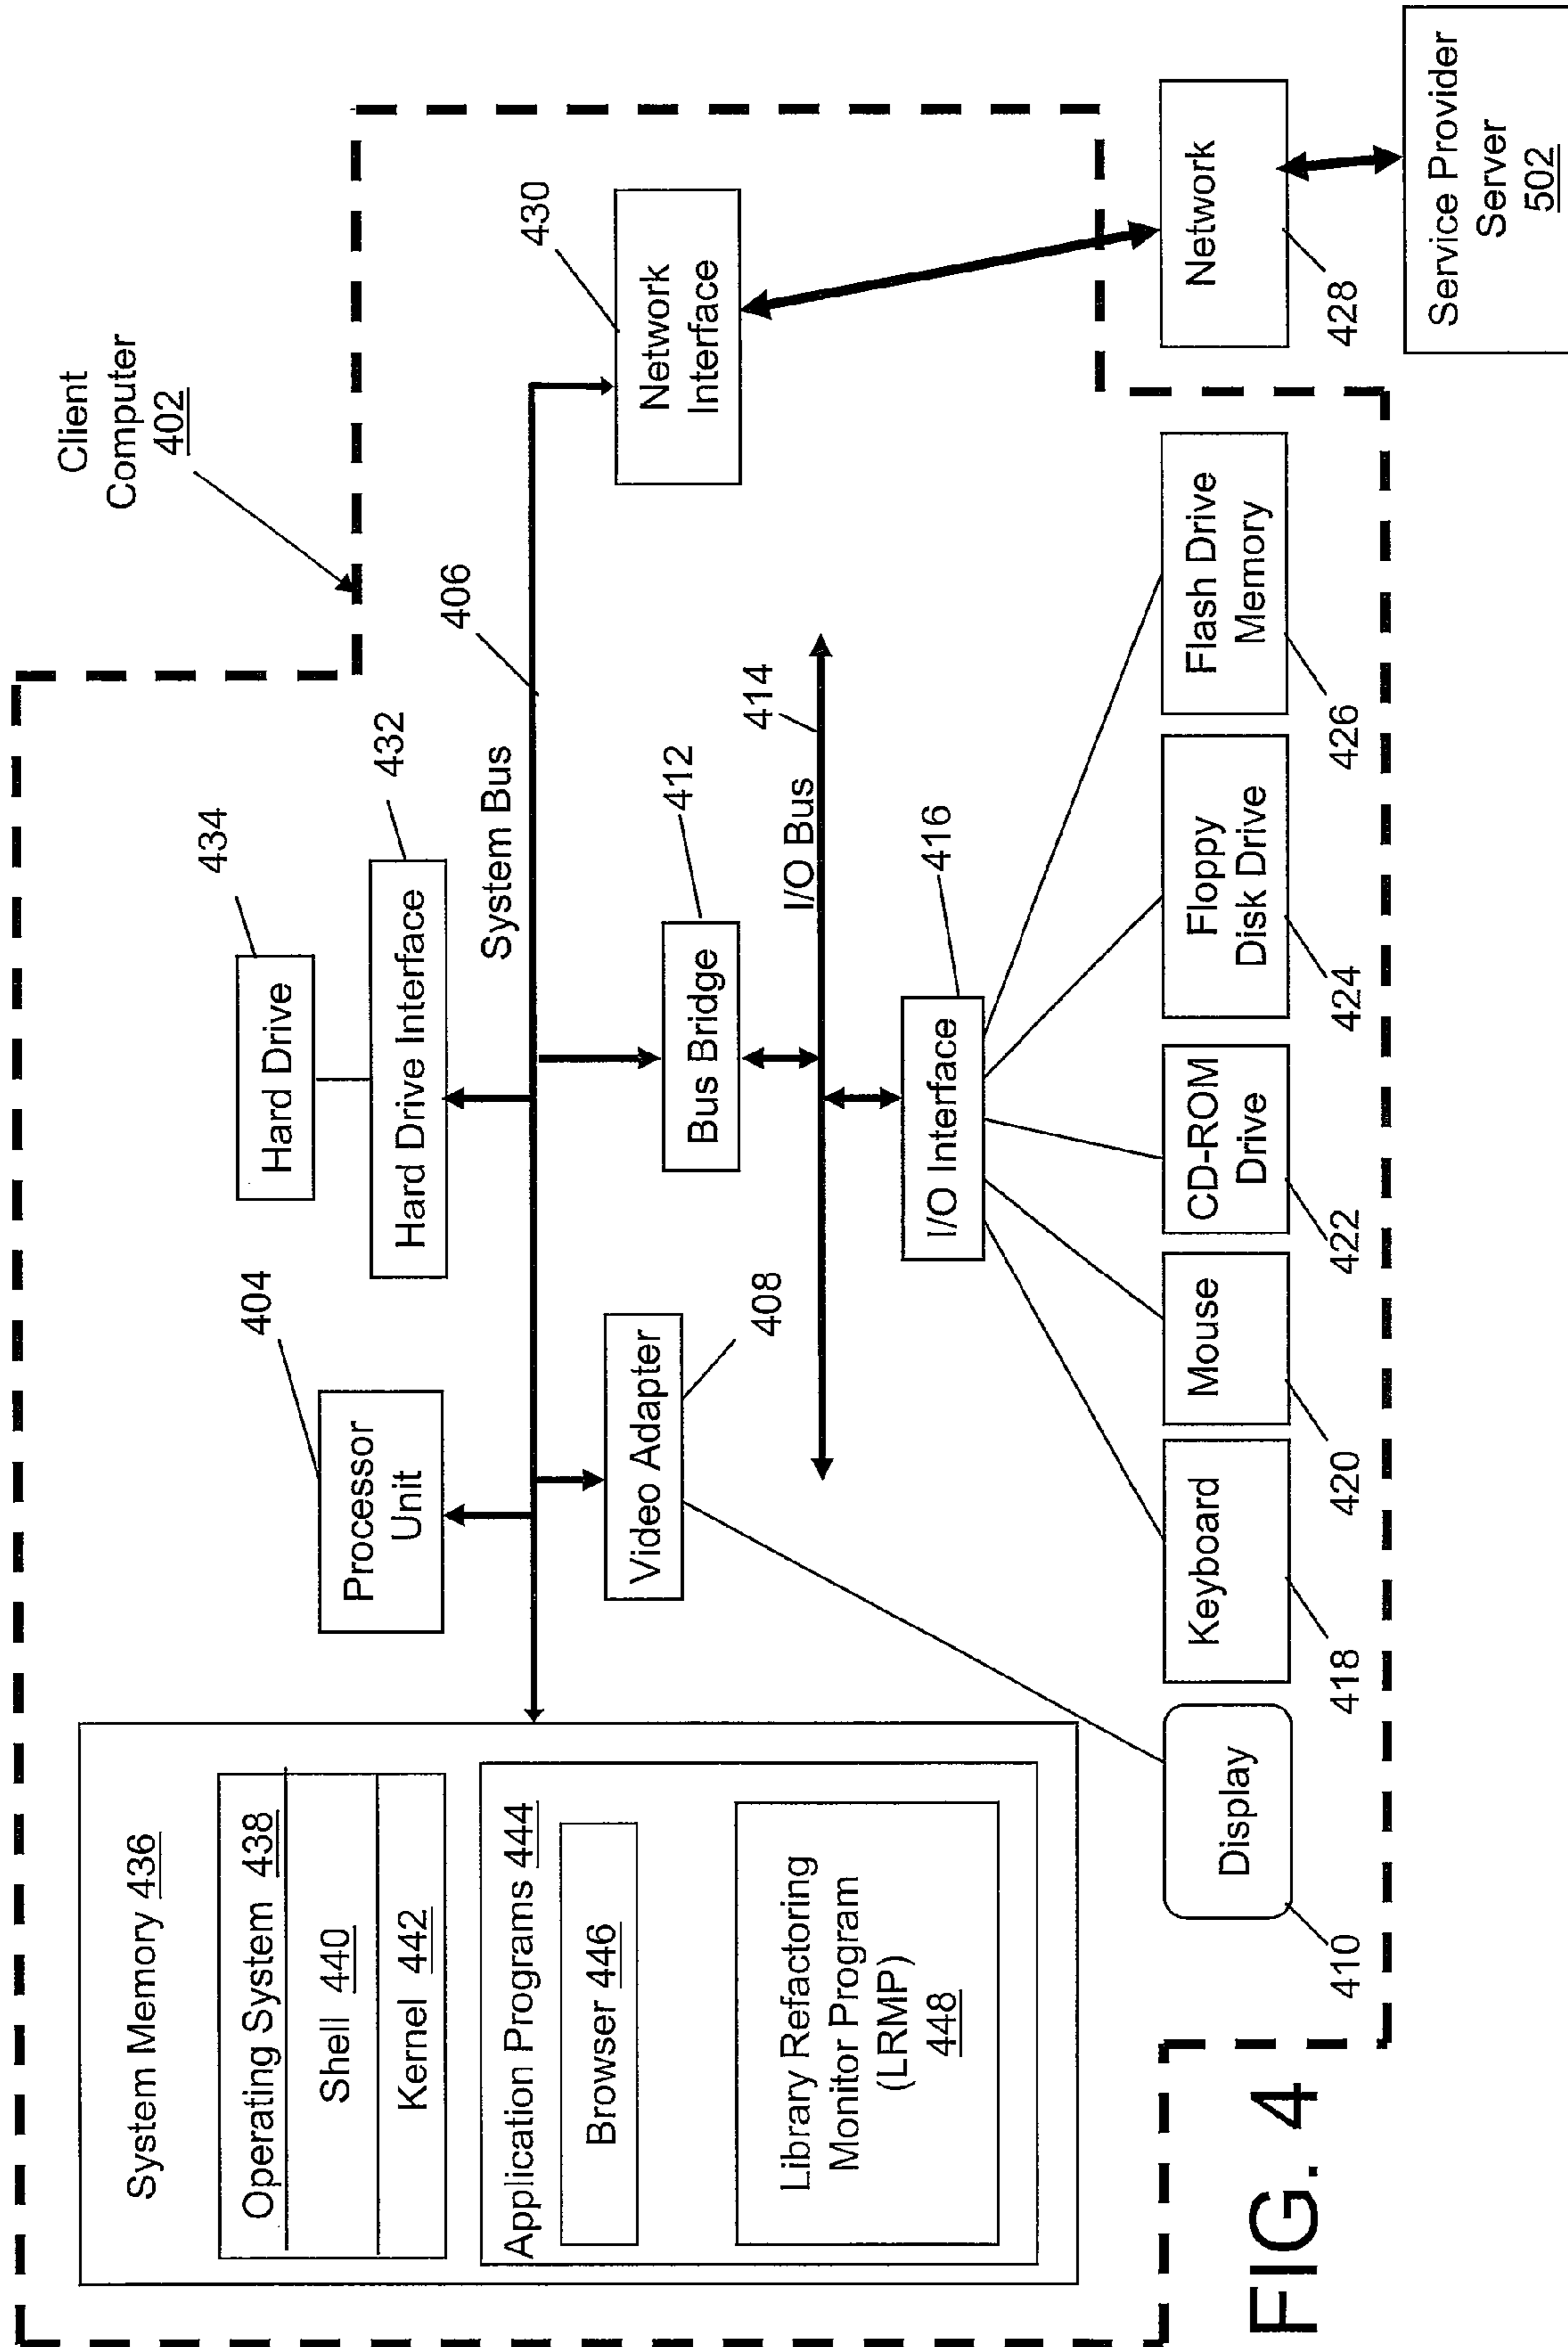 Client
Computer
402
System Memory 436
Operating System 438
Shell 440
Kernel 442
Application Programs 444
Browser 446
Library Refactoring
Monitor Program
(LRMP)
448
404
Processor
Unit
434
Hard Drive
432
Hard Drive Interface
System Bus
406
430
Network
Interface
Video Adapter
408
412
Bus Bridge
I/O Bus
414
416
I/O Interface
Display
410
Keyboard
418
Mouse
420
CD-ROM
Drive
422
Floppy
Disk Drive
424
Flash Drive
Memory
426
Network
428
Service Provider
Server
502
FIG. 4